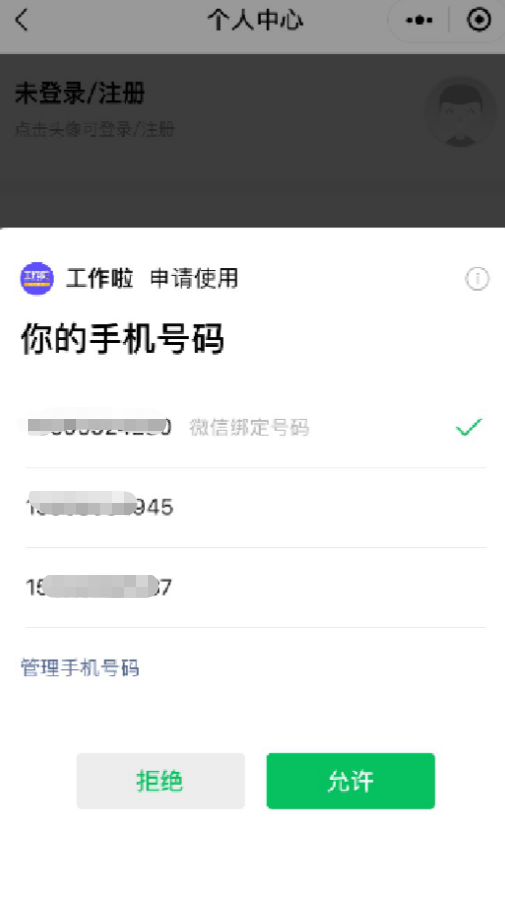 个人中心
未登录/注册
点击头像可登录/注册
工作啦 申请使用
你的手机号码
微信绑定号码
945
管理手机号码
拒绝 允许